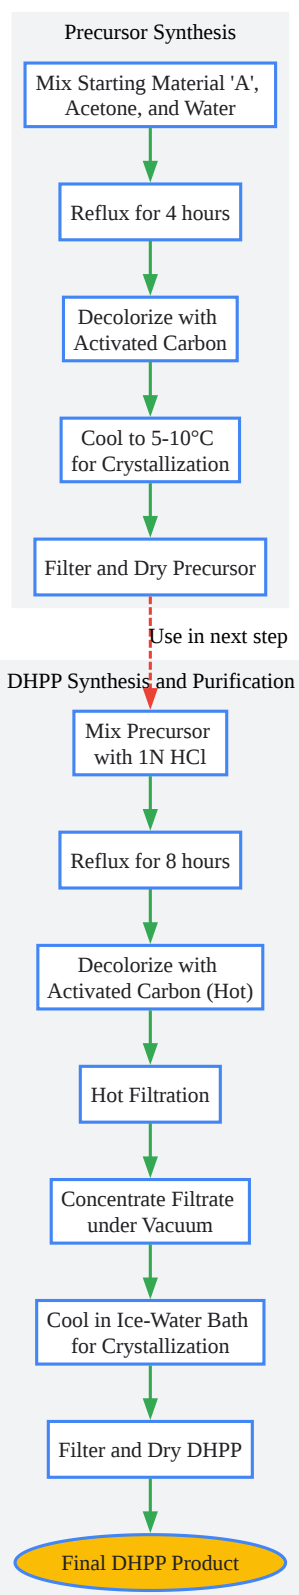 Precursor Synthesis
Mix Starting Material 'A',
Acetone, and Water
Reflux for 4 hours
Decolorize with
Activated Carbon
Cool to 5-10°C
for Crystallization
Filter and Dry Precursor
Use in next step
DHPP Synthesis and Purification
Mix Precursor
with 1N HCl
Reflux for 8 hours
Decolorize with
Activated Carbon (Hot)
Hot Filtration
Concentrate Filtrate
under Vacuum
Cool in Ice-Water Bath
for Crystallization
Filter and Dry DHPP
Final DHPP Product